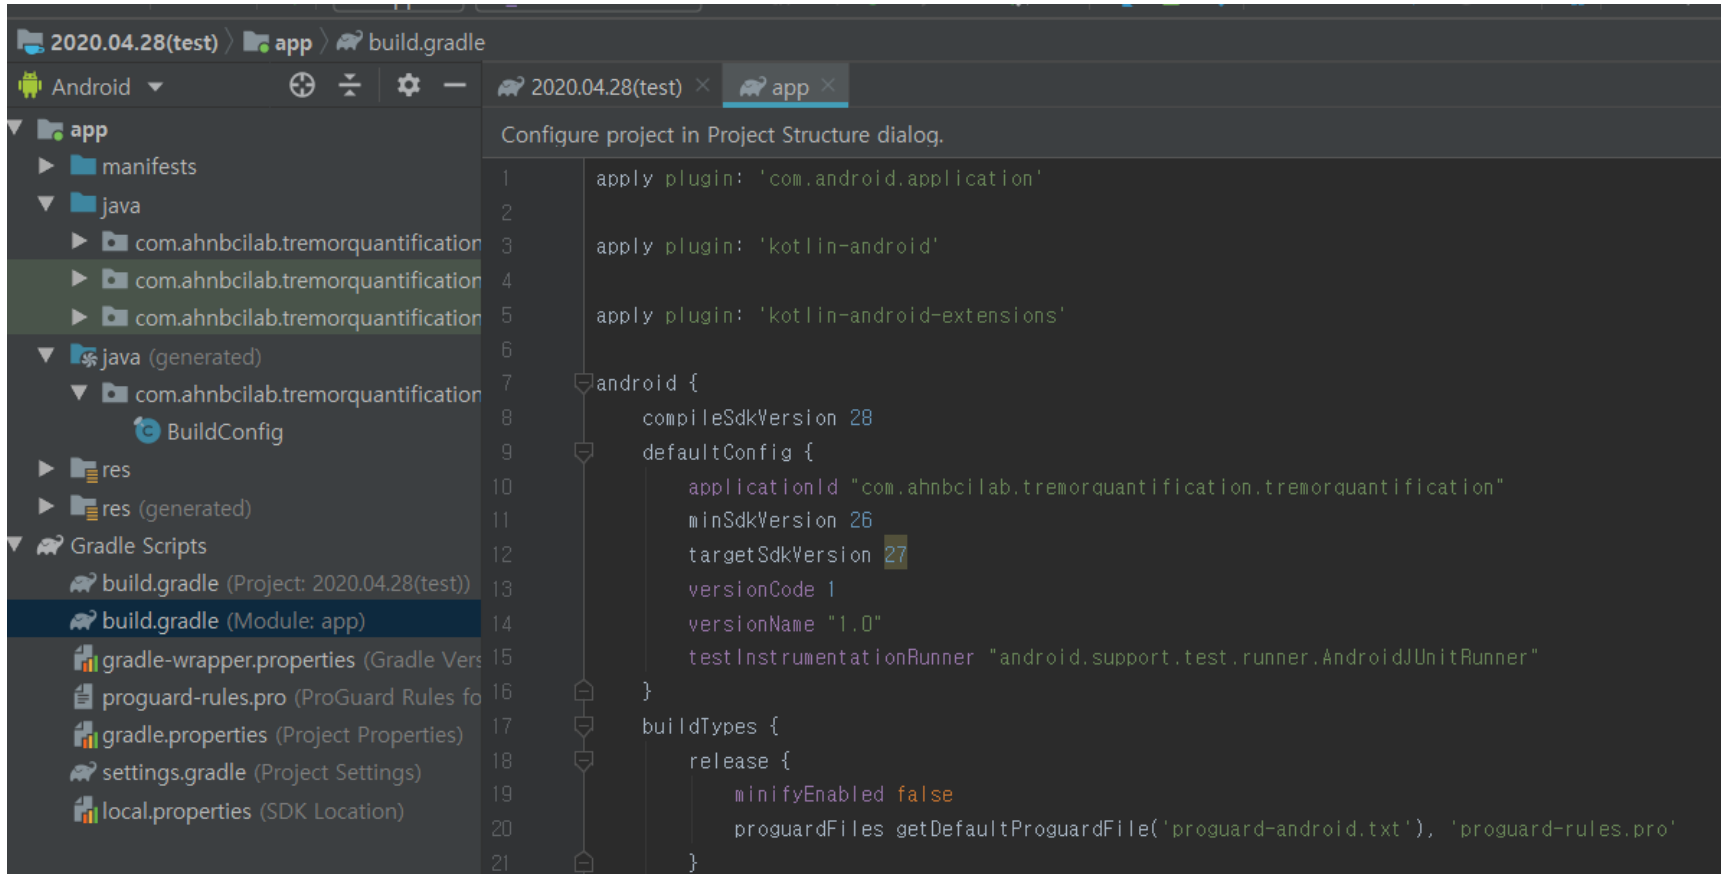 2020.04.28(test) app build.gradle
Android
2020.04.28(test) app
Configure project in Project Structure dialog.
app
manifests
java
com.ahnbcilab.tremorquantification
com.ahnbcilab.tremorquantification
com.ahnbcilab.tremorquantification
java (generated)
com.ahnbcilab.tremorquantification
BuildConfig
res
res (generated)
Gradle Scripts
build.gradle (Project: 2020.04.28(test))
build.gradle (Module: app)
gradle-wrapper.properties (Gradle Vers
proguard-rules.pro (ProGuard Rules fo
gradle.properties (Project Properties)
settings.gradle (Project Settings)
local.properties (SDK Location)
1 apply plugin: 'com.android.application'
2
3 apply plugin: 'kotlin-android'
4
5 apply plugin: 'kotlin-android-extensions'
6
7 android {
8 compileSdkVersion 28
9 defaultConfig {
10 applicationId "com.ahnbcilab.tremorquantification.tremorquantification"
11 minSdkVersion 26
12 targetSdkVersion 27
13 versionCode 1
14 versionName "1.0"
15 testInstrumentationRunner "android.support.test.runner.AndroidJUnitRunner"
16 }
17 buildTypes {
18 release {
19 minifyEnabled false
20 proguardFiles getDefaultProguardFile('proguard-android.txt'), 'proguard-rules.pro'
21 }